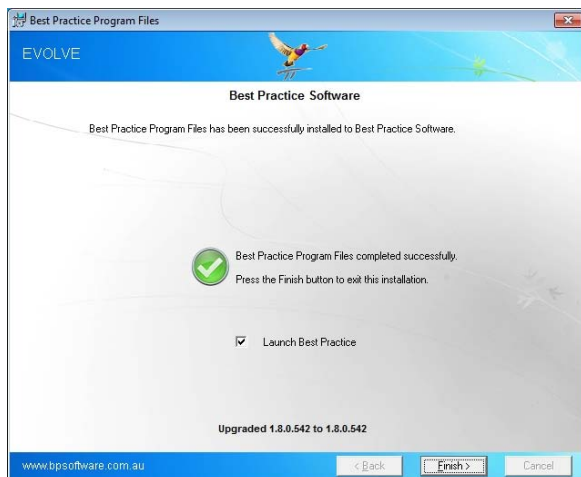 Best Practice Program Files
EVOLVE
Best Practice Software
Best Practice Program Files has been successfully installed to Best Practice Software.
Best Practice Program Files completed successfully.
Press the Finish button to exit this installation.
Launch Best Practice
Upgraded 1.8.0.542 to 1.8.0.542
www.bpsoftware.com.au
< Back
Finish >
Cancel